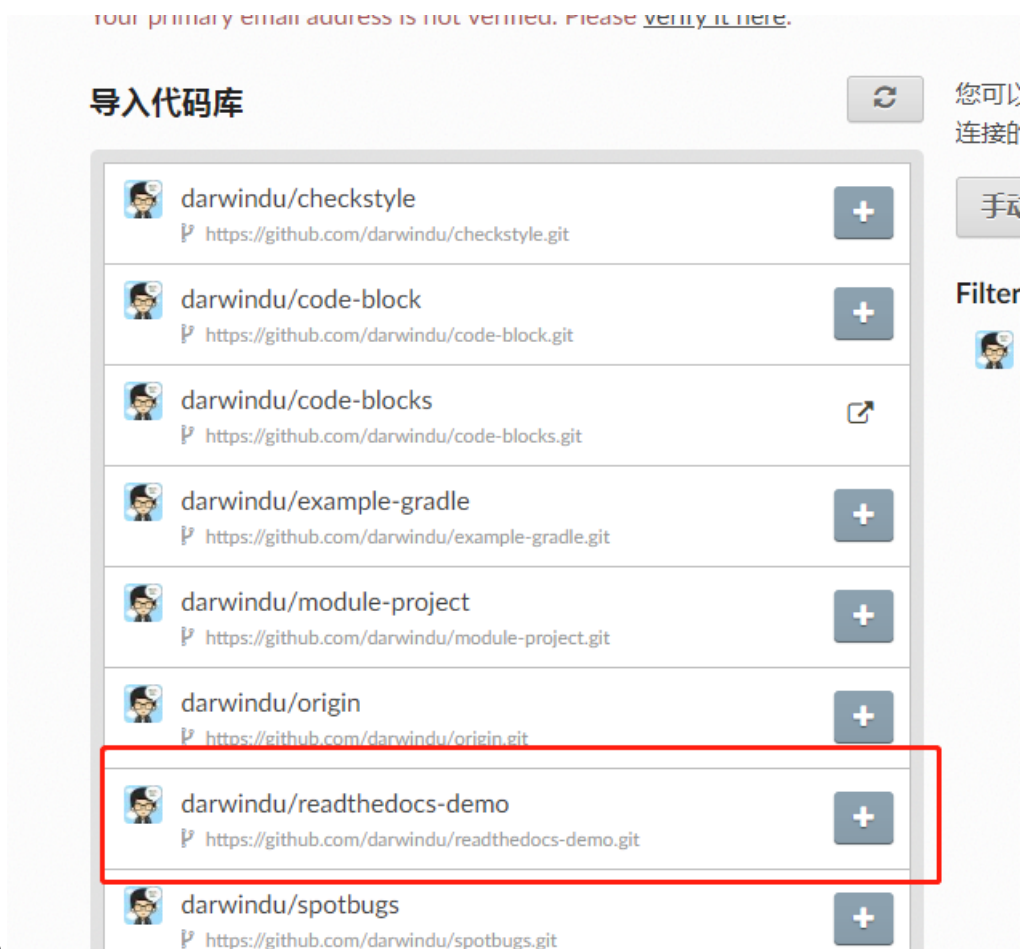 Your primary email address is not verified. Please verify it here.
导入代码库
darwindu/checkstyle
https://github.com/darwindu/checkstyle.git
darwindu/code-block
https://github.com/darwindu/code-block.git
darwindu/code-blocks
https://github.com/darwindu/code-blocks.git
darwindu/example-gradle
https://github.com/darwindu/example-gradle.git
darwindu/module-project
https://github.com/darwindu/module-project.git
darwindu/origin
https://github.com/darwindu/origin.git
darwindu/readthedocs-demo
https://github.com/darwindu/readthedocs-demo.git
darwindu/spotbugs
https://github.com/darwindu/spotbugs.git
您可
连接的
手动
Filter